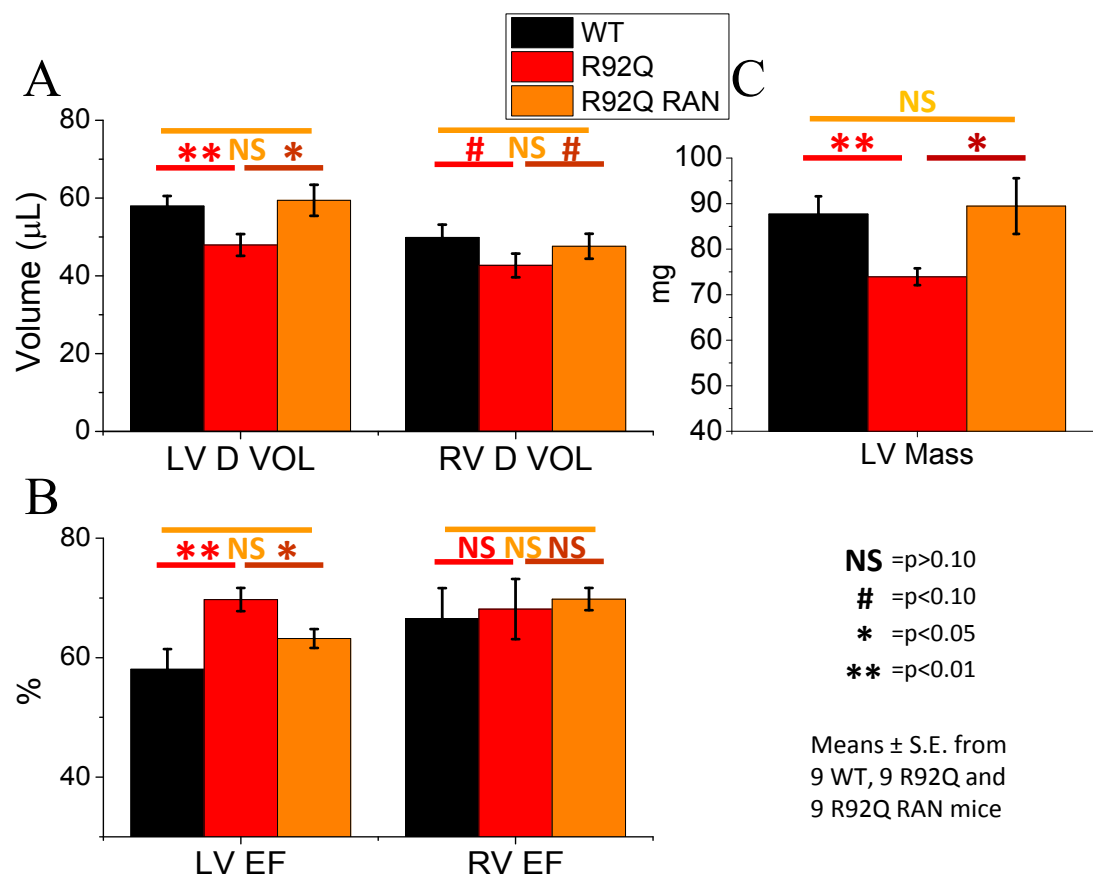 WT
R92Q
R92Q RAN
A
80
60
40
20
0
Volume (μL)
** NS *
# NS #
LV D VOL
RV D VOL
C
NS
** *
100
90
80
70
60
50
40
mg
LV Mass
B
80
60
40
%
** NS *
NS NS NS
LV EF
RV EF
NS =p>0.10
# =p<0.10
* =p<0.05
** =p<0.01
Means ± S.E. from
9 WT, 9 R92Q and
9 R92Q RAN mice